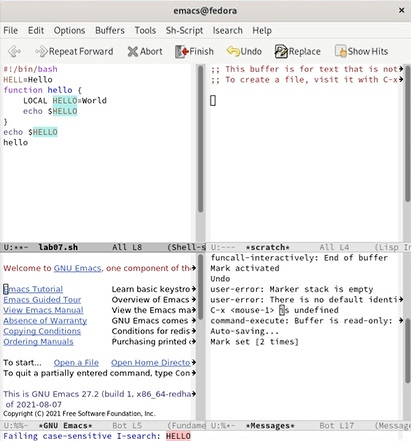 emacs@fedora
File Edit Options Buffers Tools Sh-Script Isearch Help
Repeat Forward Abort Finish Undo Replace Show Hits
#!/bin/bash
HELL=Hello
function hello {
LOCAL HELLO=World
echo $HELLO
}
echo $HELLO
hello
U:**- lab07.sh All L8 (Shell-s
;; This buffer is for text that is not
;; To create a file, visit it with C-x
U:--- *scratch* All L4 (Lisp In
Welcome to GNU Emacs, one component of th
Emacs Tutorial Learn basic keystro
Emacs Guided Tour Overview of Emacs
View Emacs Manual View the Emacs ma
Absence of Warranty GNU Emacs comes
Copying Conditions Conditions for redis
Ordering Manuals Purchasing printed c
To start... Open a File Open Home Directo
To quit a partially entered command, type Con
This is GNU Emacs 27.2 (build 1, x86_64-redha
of 2021-08-07
Copyright (C) 2021 Free Software Foundation, Inc.
U:%%- *GNU Emacs* Bot L5 (Fundame
funcall-interactively: End of buffer
Mark activated
Undo
user-error: Marker stack is empty
user-error: There is no default identi
C-x <mouse-1> is undefined
command-execute: Buffer is read-only:
Auto-saving...
Mark set [2 times]
U:%*- *Messages* Bot L17 (Messag
Failing case-sensitive I-search: HELLO